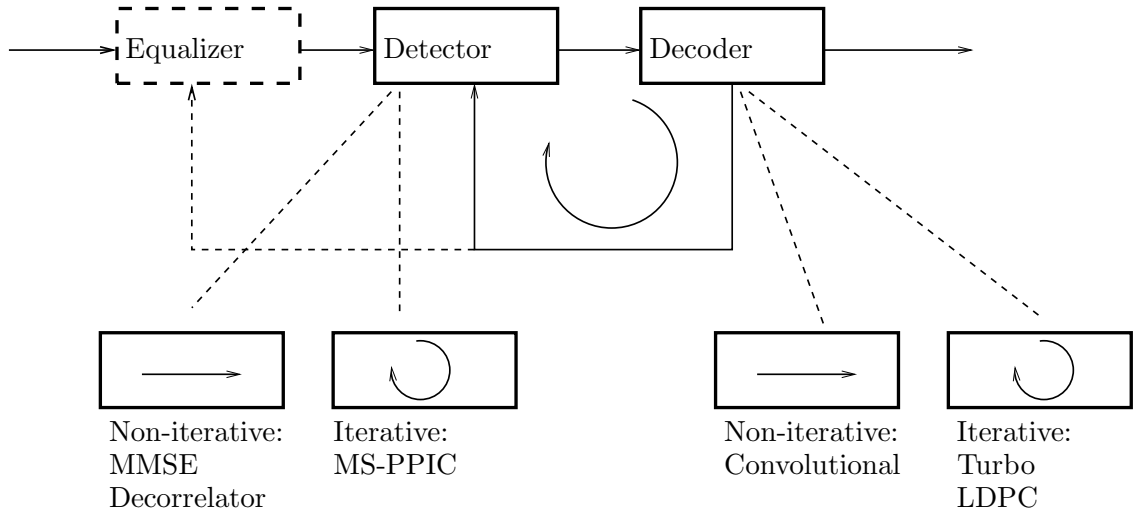 Equalizer
Detector
Decoder
Non-iterative:
MMSE
Decorrelator
Iterative:
MS-PPIC
Non-iterative:
Convolutional
Iterative:
Turbo
LDPC